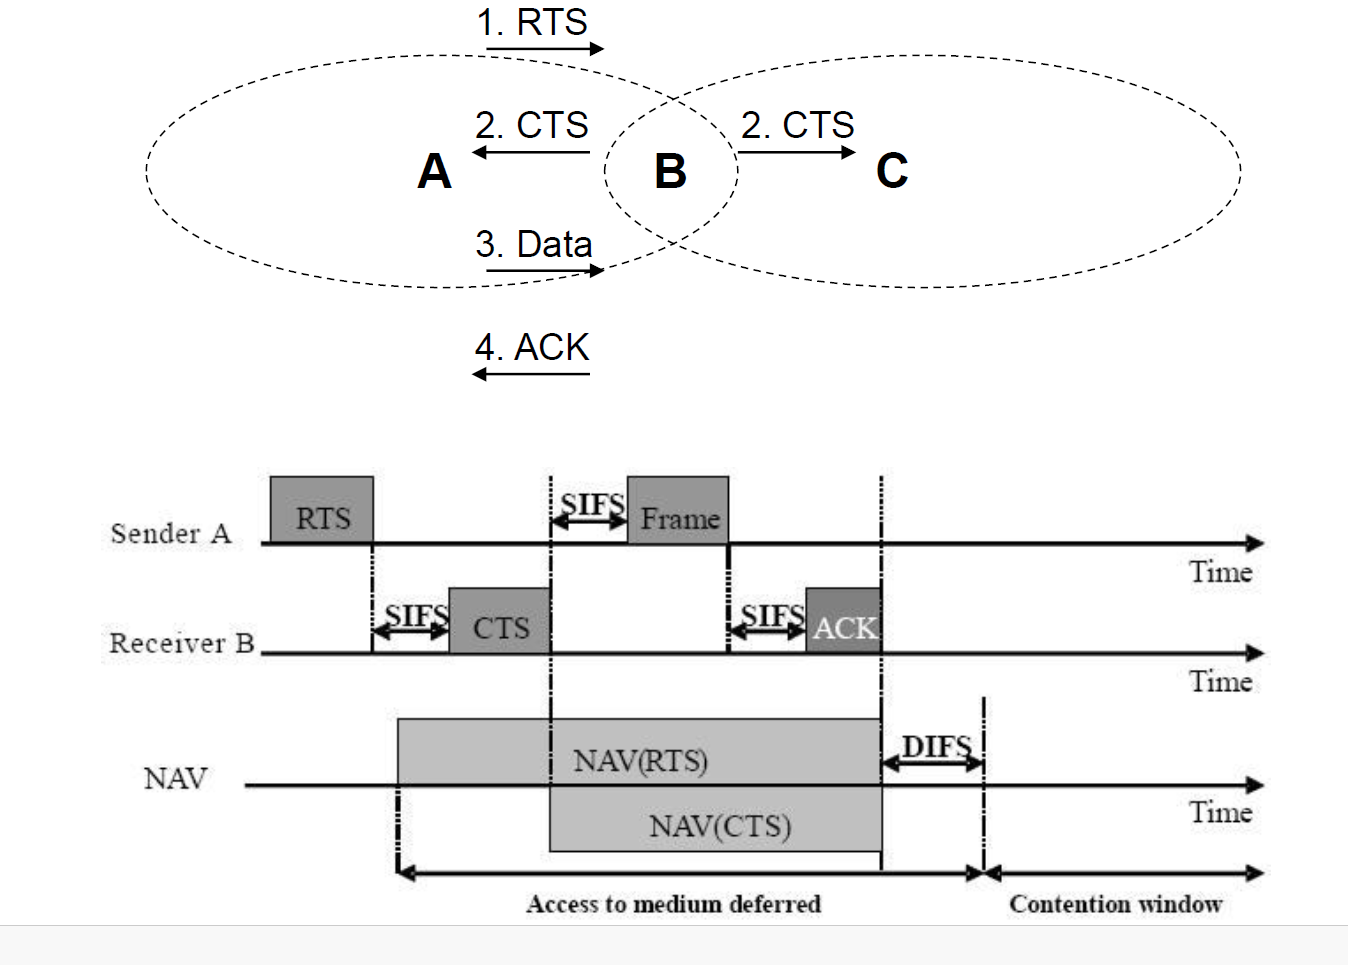 1. RTS
2. CTS
2. CTS
A
B
C
3. Data
4. ACK
SIFS
RTS
Frame
Sender A
Time
SIFS
SIFS
CTS
ACK
Receiver B
Time
DIFS
NAV(RTS)
NAV
Time
NAV(CTS)
Access to medium deferred
Contention window